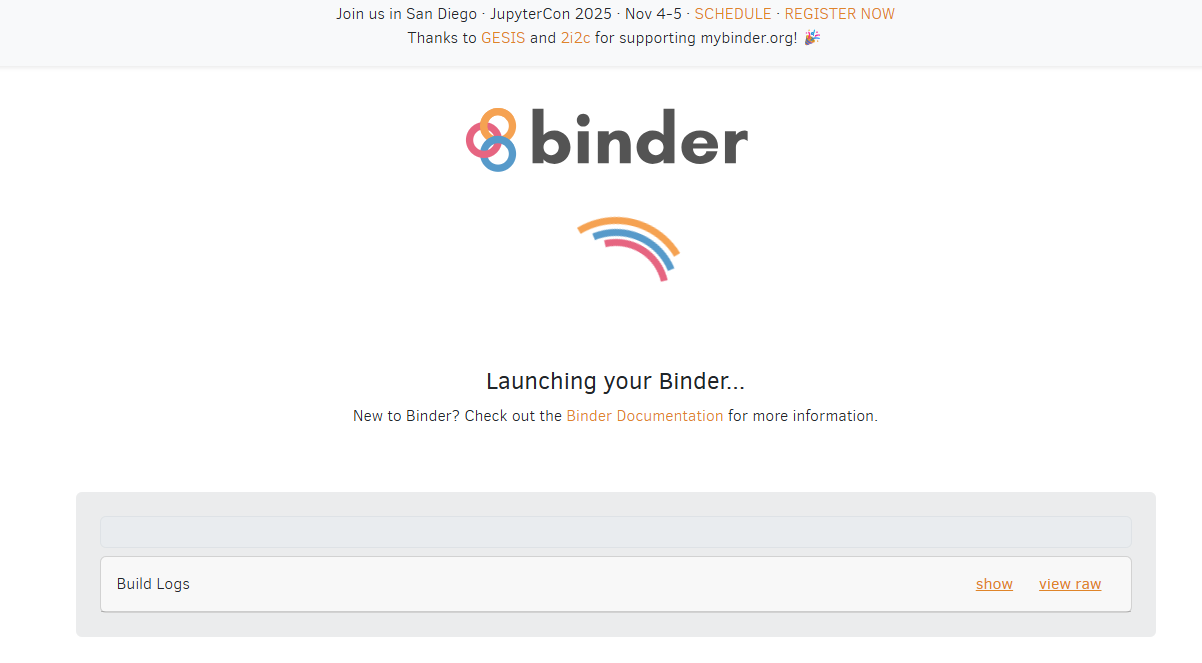 Join us in San Diego · JupyterCon 2025 · Nov 4-5 · SCHEDULE · REGISTER NOW
Thanks to GESIS and 2i2c for supporting mybinder.org! 🎉
binder
Launching your Binder...
New to Binder? Check out the Binder Documentation for more information.
Build Logs show view raw